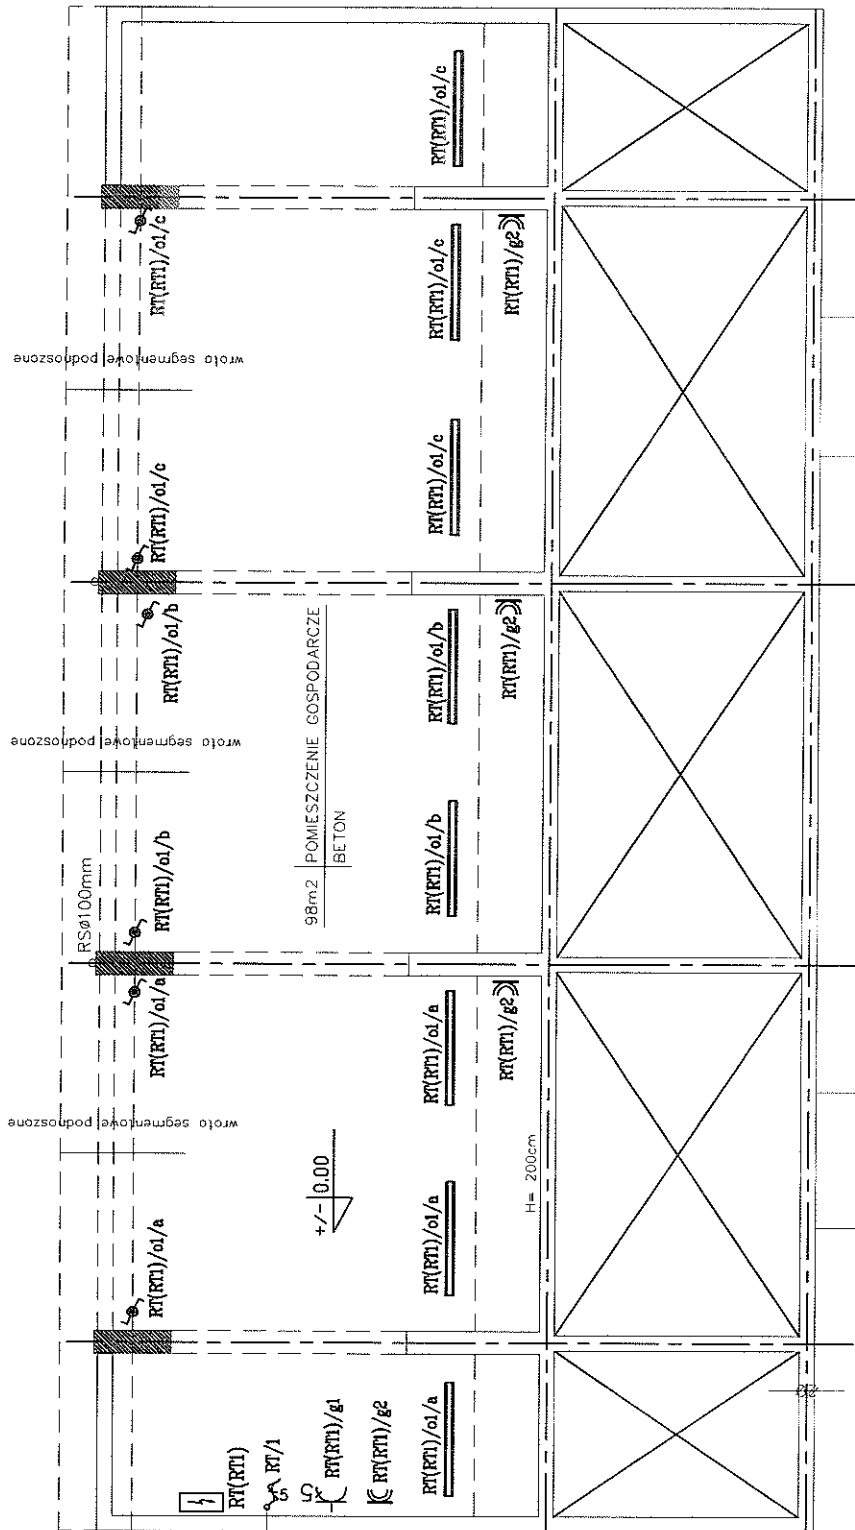 RT(RT1)/o1/c
RT(RT1)/o1/c
RT(RT1)/o1/c
RT(RT1)/g2
wrota segmentowe podnoszone
RT(RT1)/o1/c
RT(RT1)/o1/c
RT(RT1)/o1/b
RT(RT1)/o1/b
RT(RT1)/g2
98m2 POMIESZCZENIE GOSPODARCZE
BETON
wrota segmentowe podnoszone
RT(RT1)/o1/b
RSø100mm
RT(RT1)/o1/b
RT(RT1)/o1/a
RT(RT1)/o1/a
RT(RT1)/g2
wrota segmentowe podnoszone
+/- 0.00
H= 200cm
RT(RT1)/o1/a
RT(RT1)/o1/a
RT(RT1)
RT/1
x5
RT(RT1)/g1
RT(RT1)/g2
RT(RT1)/o1/a